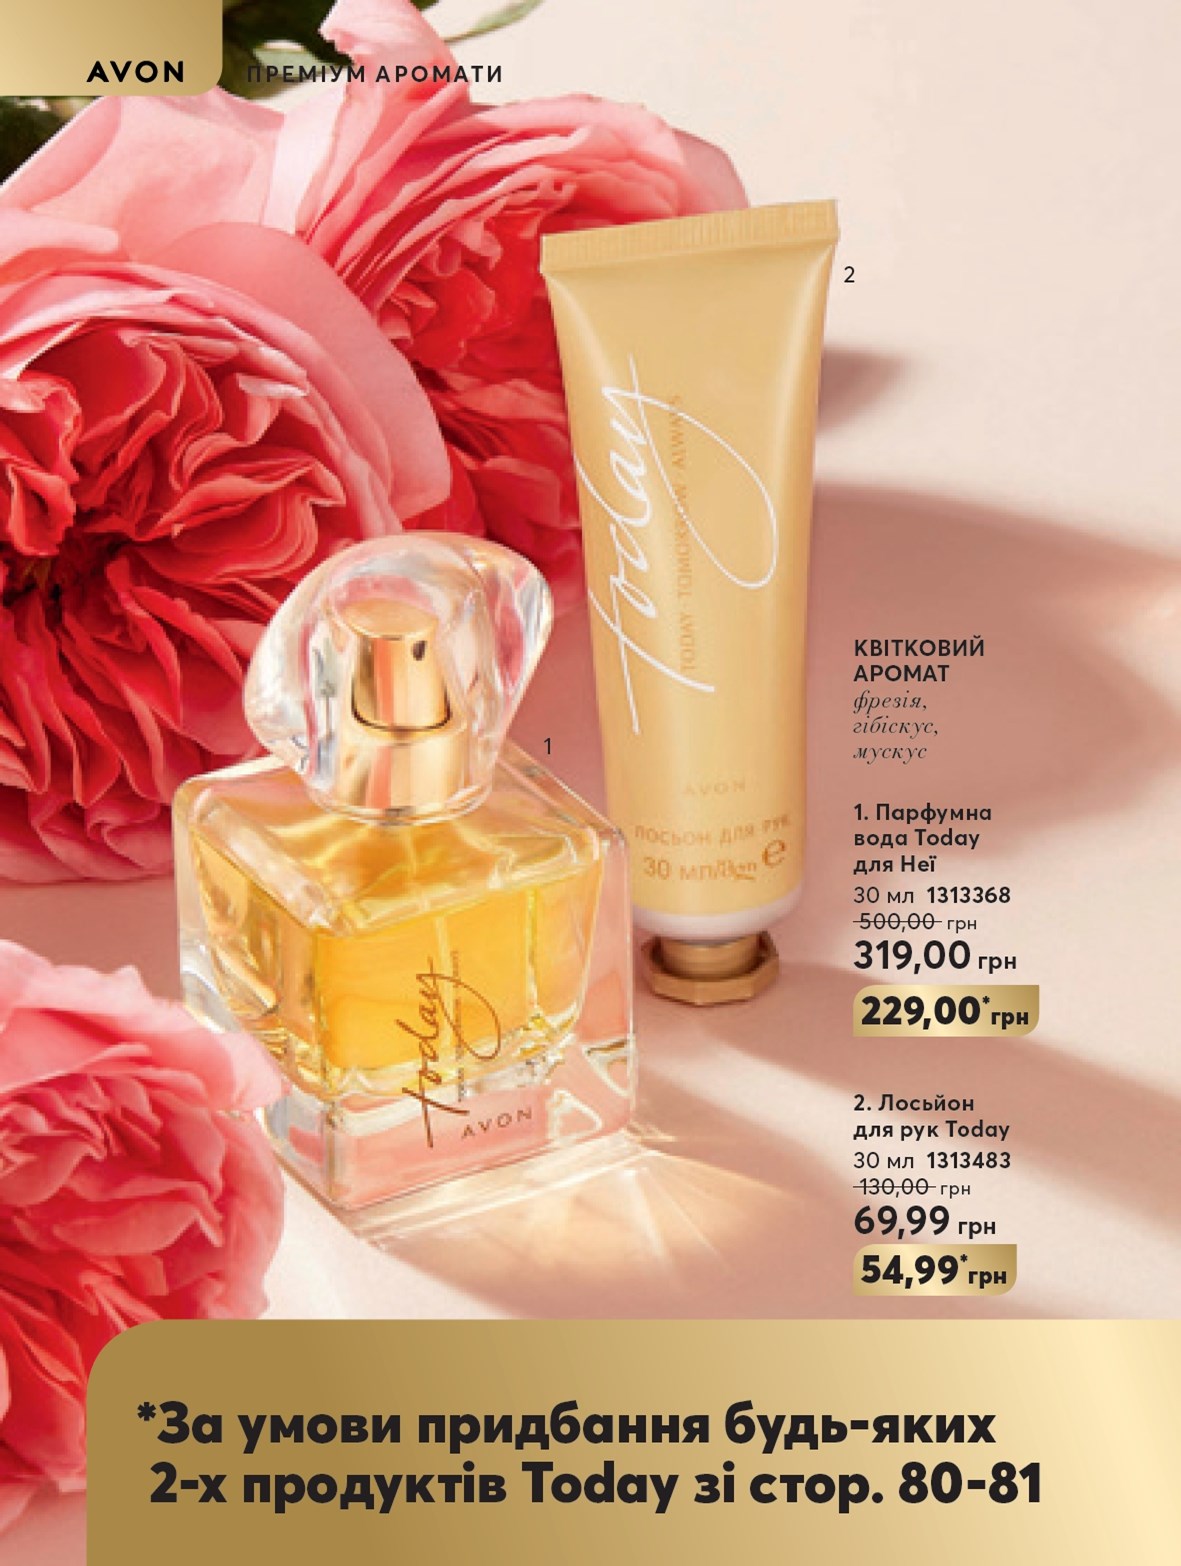 AVON
ПРЕМІУМ АРОМАТИ
2
today
TODAY · TOMORROW · ALWAYS
AVON
ЛОСЬОН ДЛЯ РУК
30 мл/
1
today
AVON
КВІТКОВИЙ
АРОМАТ
фрезія,
гібіскус,
мускус
1. Парфумна
вода Today
для Неї
30 мл 1313368
500,00 грн
319,00 грн
229,00* грн
2. Лосьйон
для рук Today
30 мл 1313483
130,00 грн
69,99 грн
54,99* грн
*За умови придбання будь-яких
2-х продуктів Today зі стор. 80-81